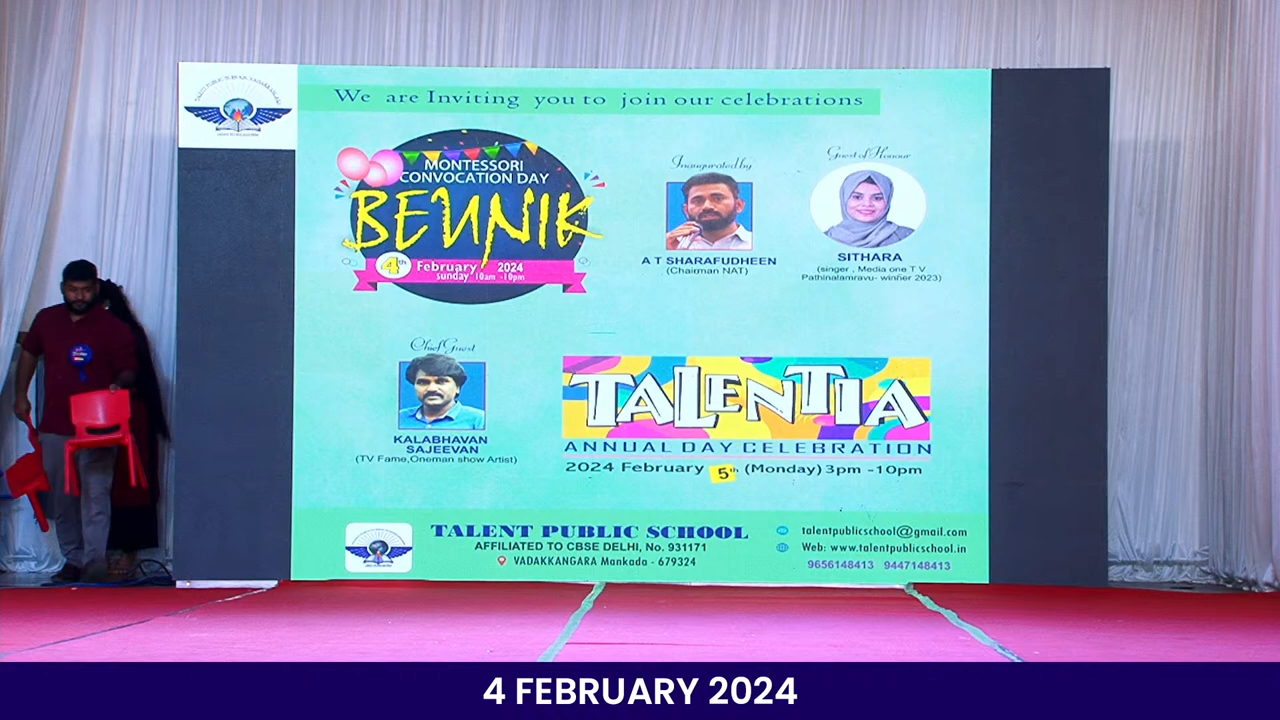 We are Inviting you to join our celebrations
MONTESSORI
CONVOCATION DAY
BEUNIK
4th February 2024
sunday 10am -10pm
Inaugurated by
A T SHARAFUDHEEN
(Chairman NAT)
Guest of Honour
SITHARA
(singer , Media one T V
Pathinalamravu- winner 2023)
Chief Guest
KALABHAVAN
SAJEEVAN
(TV Fame,Oneman show Artist)
TALENTIA
ANNUAL DAY CELEBRATION
2024 February 5th (Monday) 3pm -10pm
TALENT PUBLIC SCHOOL
AFFILIATED TO CBSE DELHI, No. 931171
VADAKKANGARA Mankada - 679324
talentpublicschool@gmail.com
Web: www.talentpublicschool.in
9656148413 9447148413
4 FEBRUARY 2024